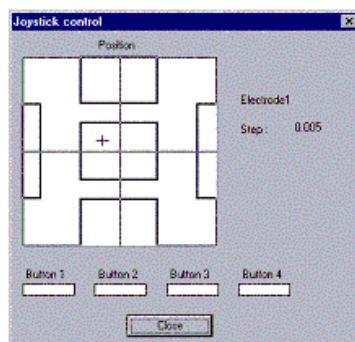 Joystick control
Position
Electrode1
Step : 0.005
Button 1 Button 2 Button 3 Button 4
Close